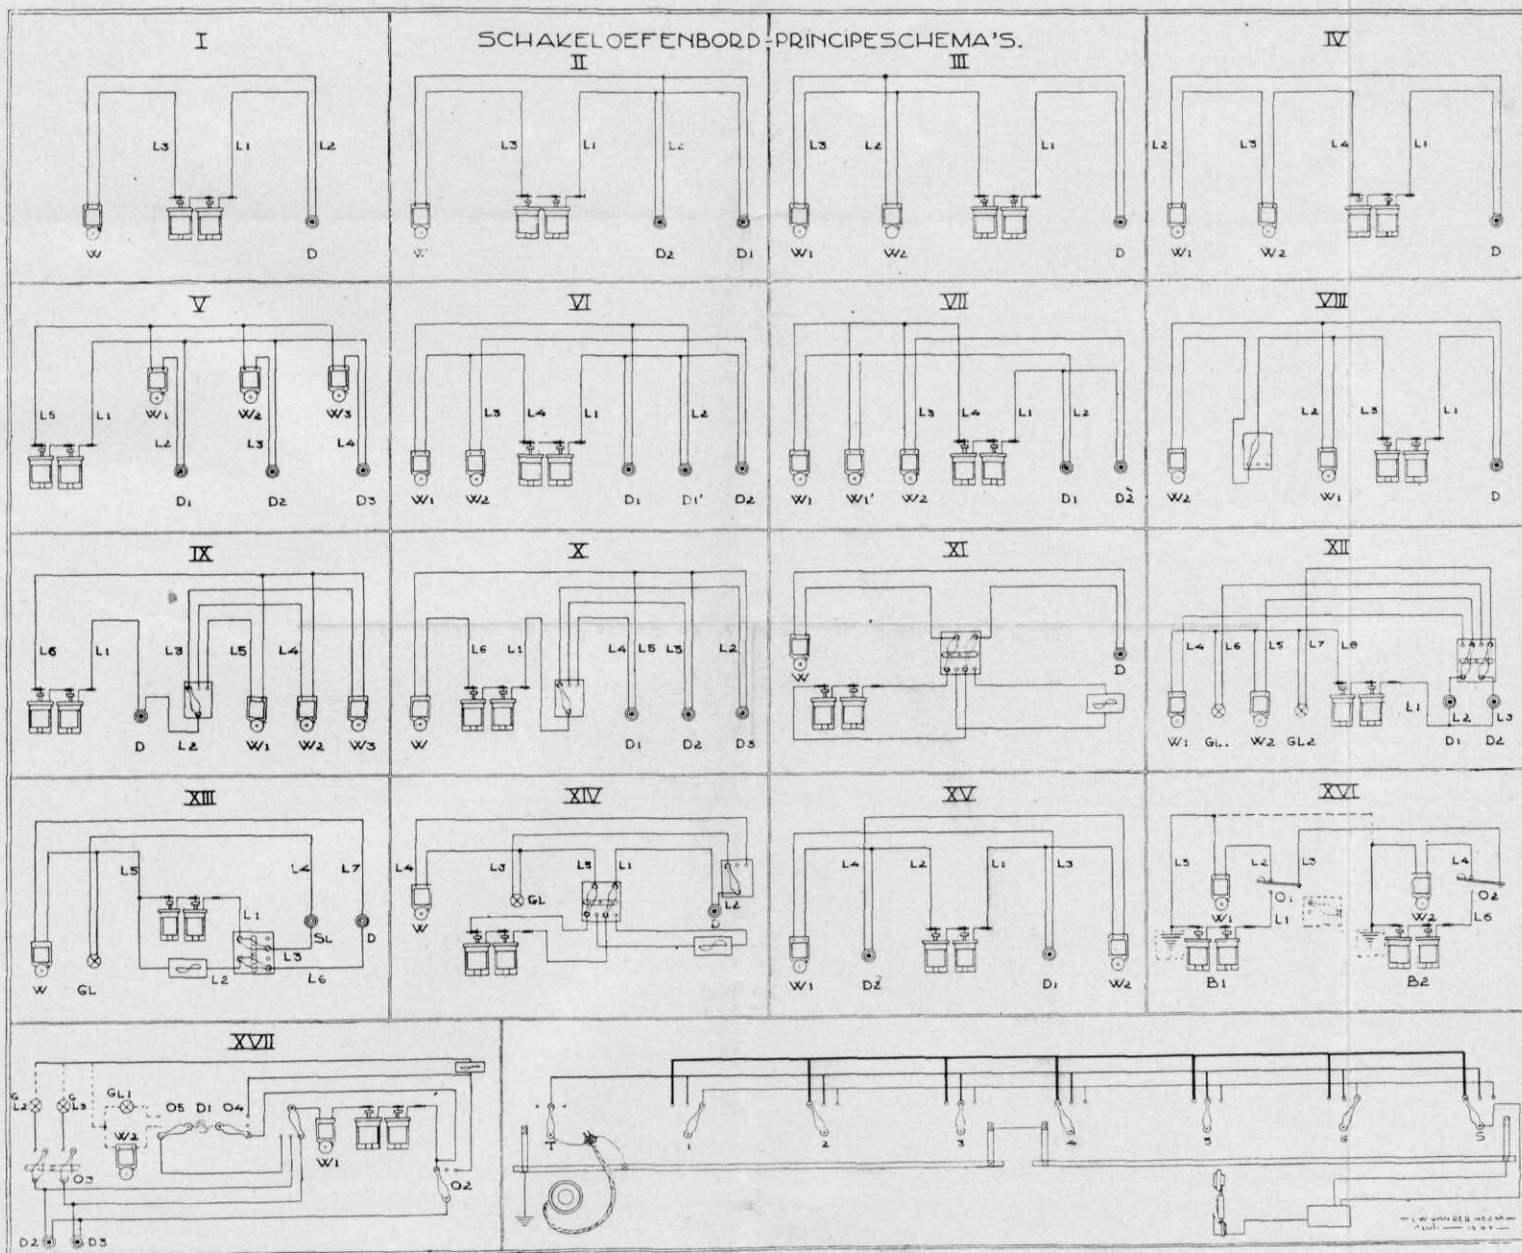 SCHAKELOEFENBORD-PRINCIPESCHEMA'S.
I
L3 L1 L2
W D
II
L3 L1 L2
W D2 D1
III
L3 L2 L1
W1 W2 D
IV
L2 L3 L4 L1
W1 W2 D
V
W1 W2 W3
L5 L1 L2 L3 L4
D1 D2 D3
VI
L3 L4 L1 L2
W1 W2 D1 D1' D2
VII
L3 L4 L1 L2
W1 W1' W2 D1 D2
VIII
L2 L3 L1
W2 W1 D
IX
L6 L1 L3 L5 L4
D L2 W1 W2 W3
X
L6 L1 L4 L5 L3 L2
W D1 D2 D3
XI
W D
XII
L4 L6 L5 L7 L8
L1 L2 L3
W1 GL1 W2 GL2 D1 D2
XIII
L5 L4 L7
L1
SL D
L3
L2 L6
W GL
XIV
L4 L3 L5 L1
GL L2
W D
XV
L4 L2 L1 L3
W1 D2 D1 W2
XVI
L5 L2 L3 L4
O1 O2
W1 L1 W2 L6
B1 B2
XVII
GL2 GL3 GL1 O5 D1 O4
W2 W1
O3 O2
D2 D3
T 1 2 3 4 5 6 S